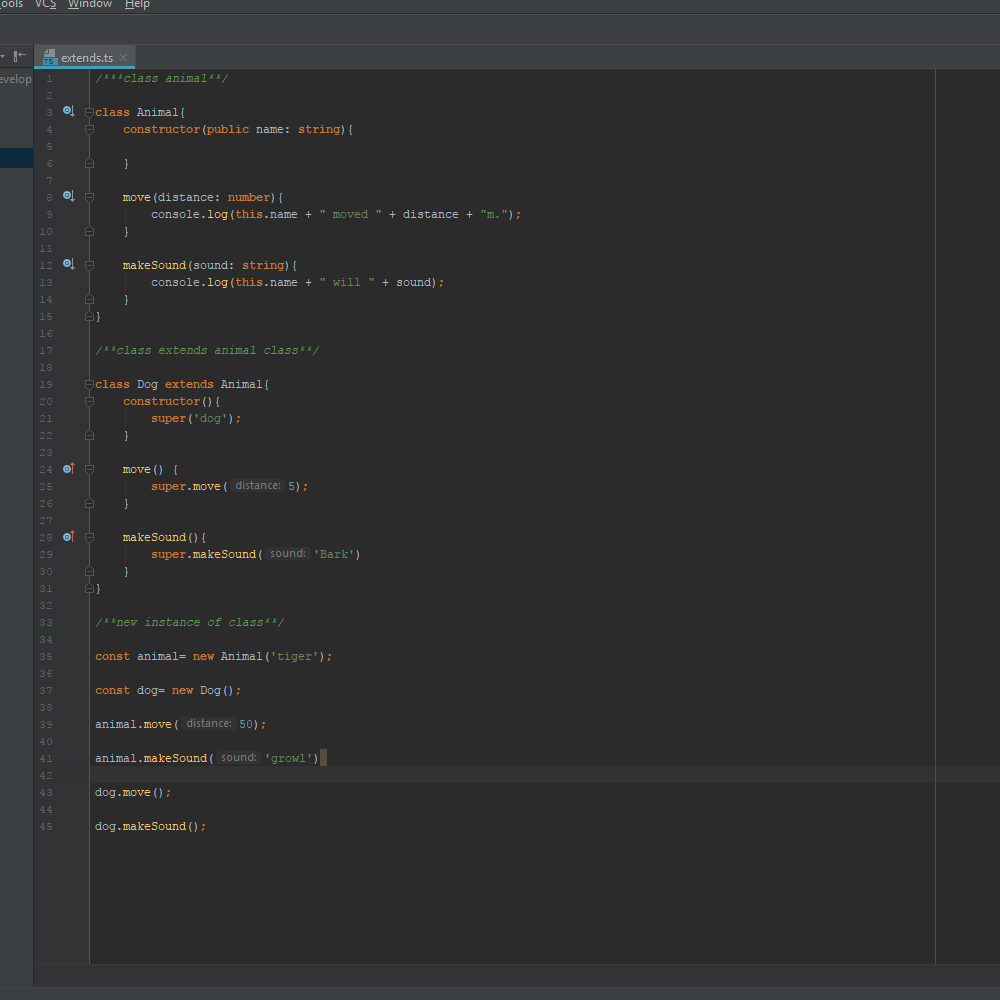 ools VCS Window Help
extends.ts
evelop
1 /***class animal**/
2
3 class Animal{
4 constructor(public name: string){
5
6 }
7
8 move(distance: number){
9 console.log(this.name + " moved " + distance + "m.");
10 }
11
12 makeSound(sound: string){
13 console.log(this.name + " will " + sound);
14 }
15 }
16
17 /**class extends animal class**/
18
19 class Dog extends Animal{
20 constructor(){
21 super('dog');
22 }
23
24 move() {
25 super.move( distance: 5);
26 }
27
28 makeSound(){
29 super.makeSound( sound: 'Bark')
30 }
31 }
32
33 /**new instance of class**/
34
35 const animal= new Animal('tiger');
36
37 const dog= new Dog();
38
39 animal.move( distance: 50);
40
41 animal.makeSound( sound: 'growl')
42
43 dog.move();
44
45 dog.makeSound();